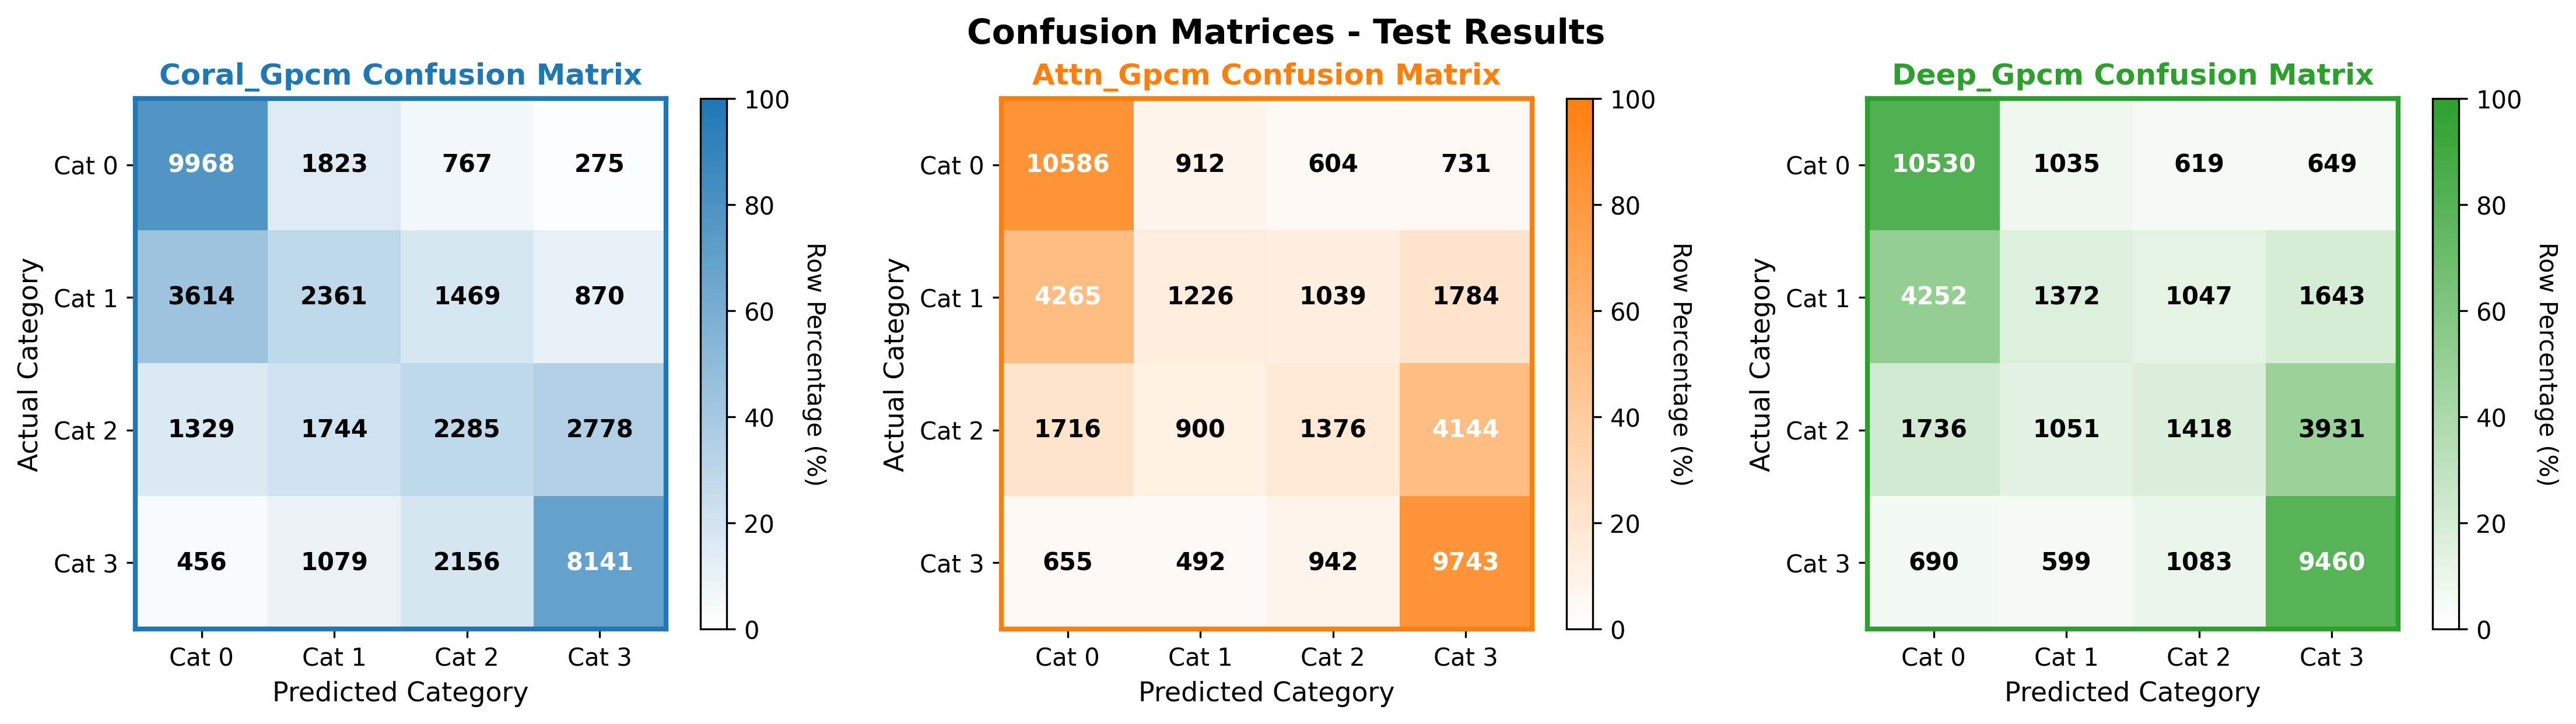 Confusion Matrices - Test Results
Coral_Gpcm Confusion Matrix
Actual Category
Cat 0 9968 1823 767 275
Cat 1 3614 2361 1469 870
Cat 2 1329 1744 2285 2778
Cat 3 456 1079 2156 8141
Cat 0 Cat 1 Cat 2 Cat 3
Predicted Category
100
80
60
40
20
0
Row Percentage (%)
Attn_Gpcm Confusion Matrix
Actual Category
Cat 0 10586 912 604 731
Cat 1 4265 1226 1039 1784
Cat 2 1716 900 1376 4144
Cat 3 655 492 942 9743
Cat 0 Cat 1 Cat 2 Cat 3
Predicted Category
100
80
60
40
20
0
Row Percentage (%)
Deep_Gpcm Confusion Matrix
Actual Category
Cat 0 10530 1035 619 649
Cat 1 4252 1372 1047 1643
Cat 2 1736 1051 1418 3931
Cat 3 690 599 1083 9460
Cat 0 Cat 1 Cat 2 Cat 3
Predicted Category
100
80
60
40
20
0
Row Percentage (%)